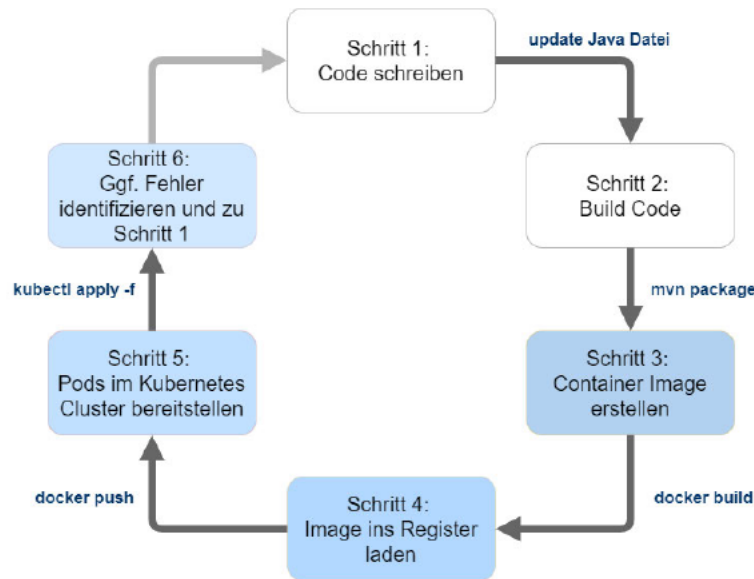 Schritt 1:
Code schreiben
update Java Datei
Schritt 2:
Build Code
mvn package
Schritt 3:
Container Image
erstellen
docker build
Schritt 4:
Image ins Register
laden
docker push
Schritt 5:
Pods im Kubernetes
Cluster bereitstellen
kubectl apply -f
Schritt 6:
Ggf. Fehler
identifizieren und zu
Schritt 1